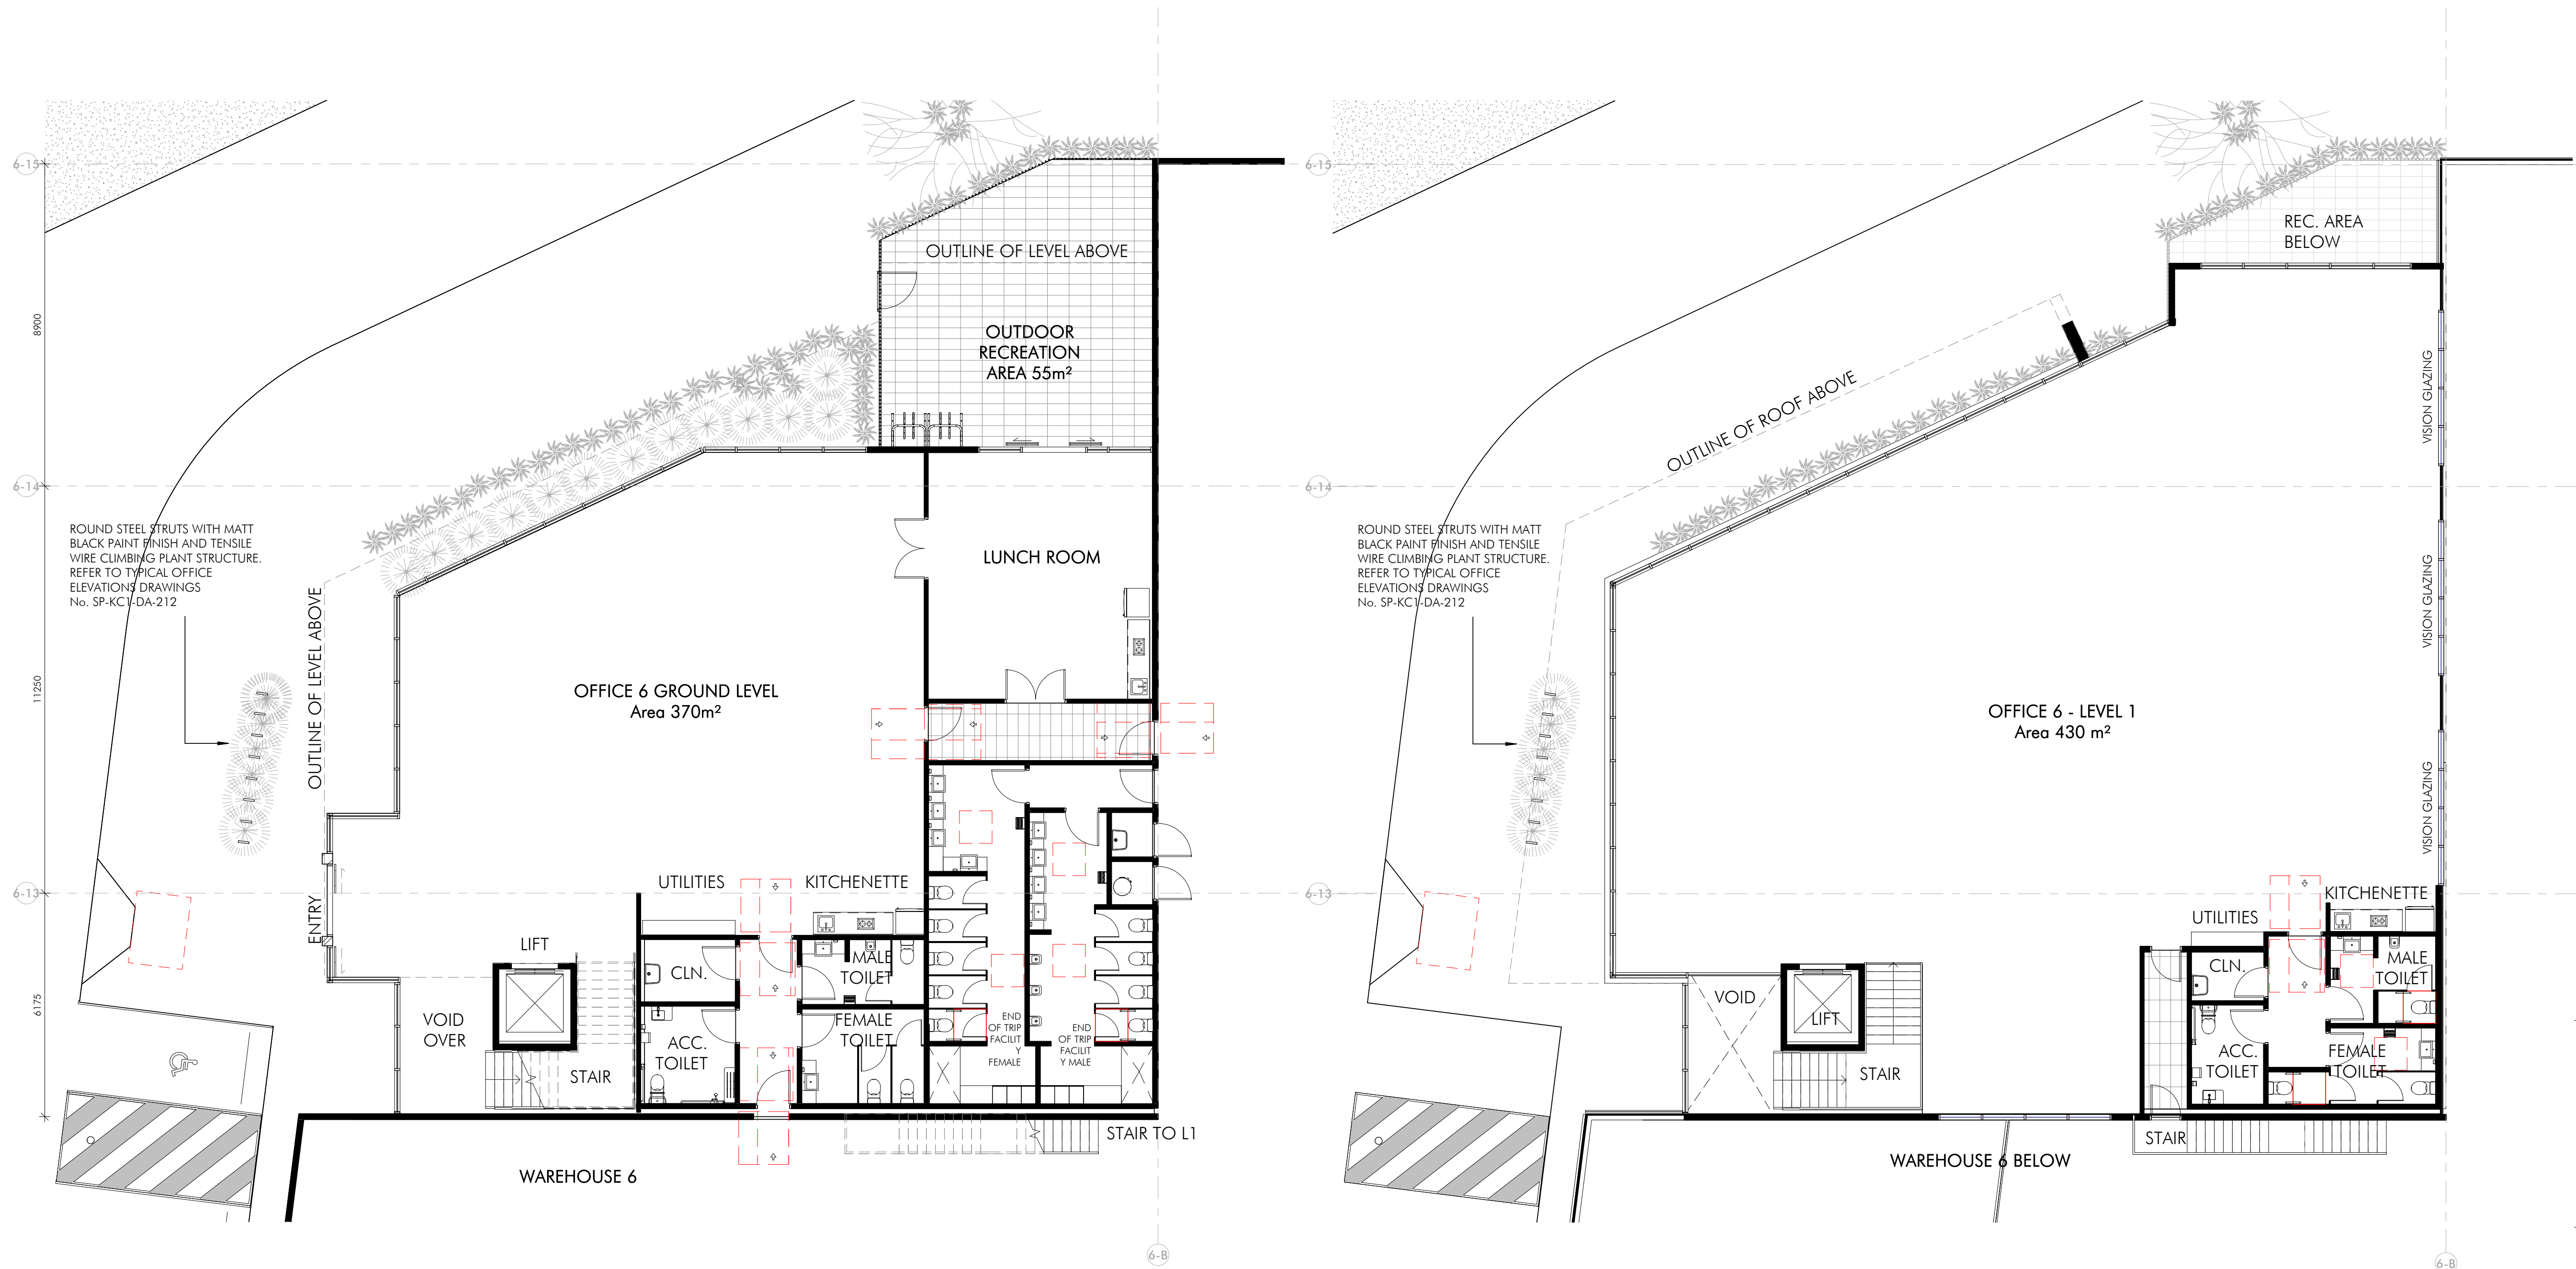 6-15
8900
6-14
11250
6-13
6175
ROUND STEEL STRUTS WITH MATT
BLACK PAINT FINISH AND TENSILE
WIRE CLIMBING PLANT STRUCTURE.
REFER TO TYPICAL OFFICE
ELEVATIONS DRAWINGS
No. SP-KC1-DA-212
OUTLINE OF LEVEL ABOVE
ENTRY
OUTLINE OF LEVEL ABOVE
OUTDOOR
RECREATION
AREA 55m²
LUNCH ROOM
OFFICE 6 GROUND LEVEL
Area 370m²
UTILITIES
KITCHENETTE
LIFT
CLN.
MALE
TOILET
VOID
OVER
STAIR
ACC.
TOILET
FEMALE
TOILET
END
OF TRIP
FACILIT
Y
FEMALE
END
OF TRIP
FACILIT
Y MALE
STAIR TO L1
WAREHOUSE 6
6-B
6-15
6-14
6-13
ROUND STEEL STRUTS WITH MATT
BLACK PAINT FINISH AND TENSILE
WIRE CLIMBING PLANT STRUCTURE.
REFER TO TYPICAL OFFICE
ELEVATIONS DRAWINGS
No. SP-KC1-DA-212
REC. AREA
BELOW
OUTLINE OF ROOF ABOVE
VISION GLAZING
VISION GLAZING
VISION GLAZING
OFFICE 6 - LEVEL 1
Area 430 m²
KITCHENETTE
UTILITIES
CLN.
MALE
TOILET
VOID
LIFT
STAIR
ACC.
TOILET
FEMALE
TOILET
STAIR
WAREHOUSE 6 BELOW
6-B